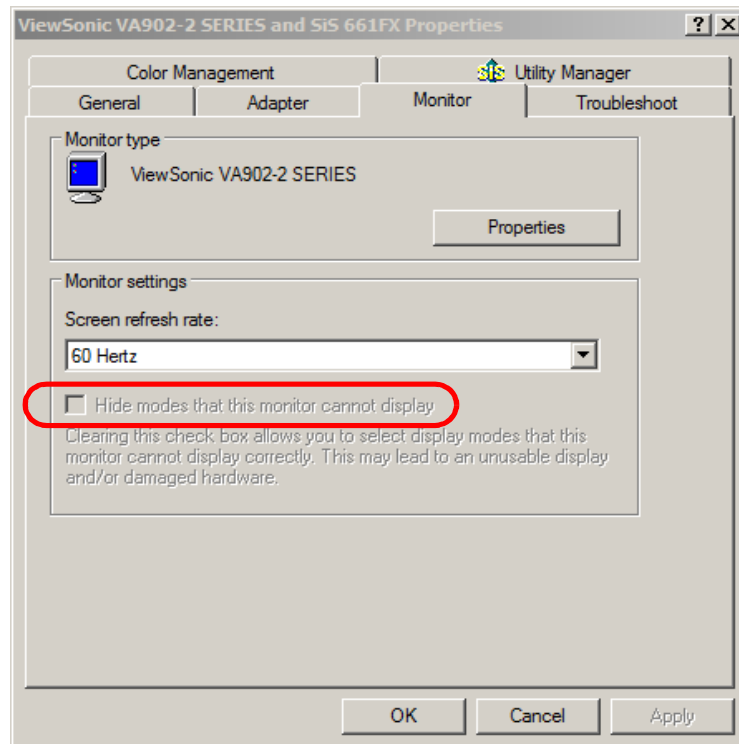 ViewSonic VA902-2 SERIES and SiS 661FX Properties
Color Management
SiS Utility Manager
General
Adapter
Monitor
Troubleshoot
Monitor type
ViewSonic VA902-2 SERIES
Properties
Monitor settings
Screen refresh rate:
60 Hertz
Hide modes that this monitor cannot display
Clearing this check box allows you to select display modes that this
monitor cannot display correctly. This may lead to an unusable display
and/or damaged hardware.
OK
Cancel
Apply